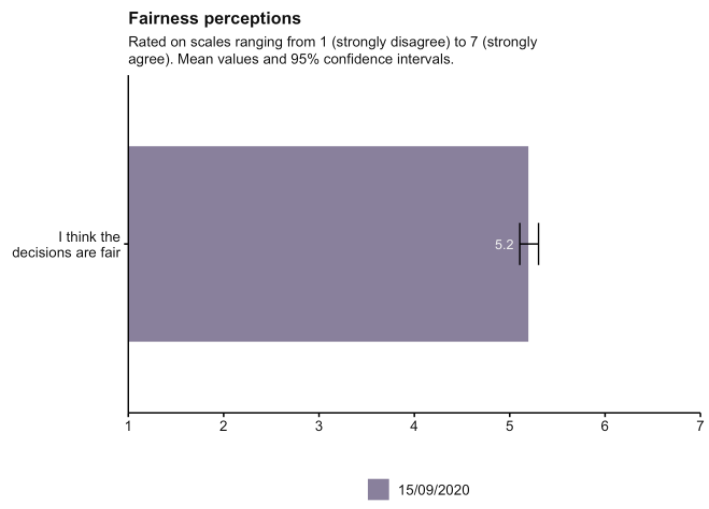 Fairness perceptions
Rated on scales ranging from 1 (strongly disagree) to 7 (strongly
agree). Mean values and 95% confidence intervals.
I think the
decisions are fair
5.2
1 2 3 4 5 6 7
15/09/2020